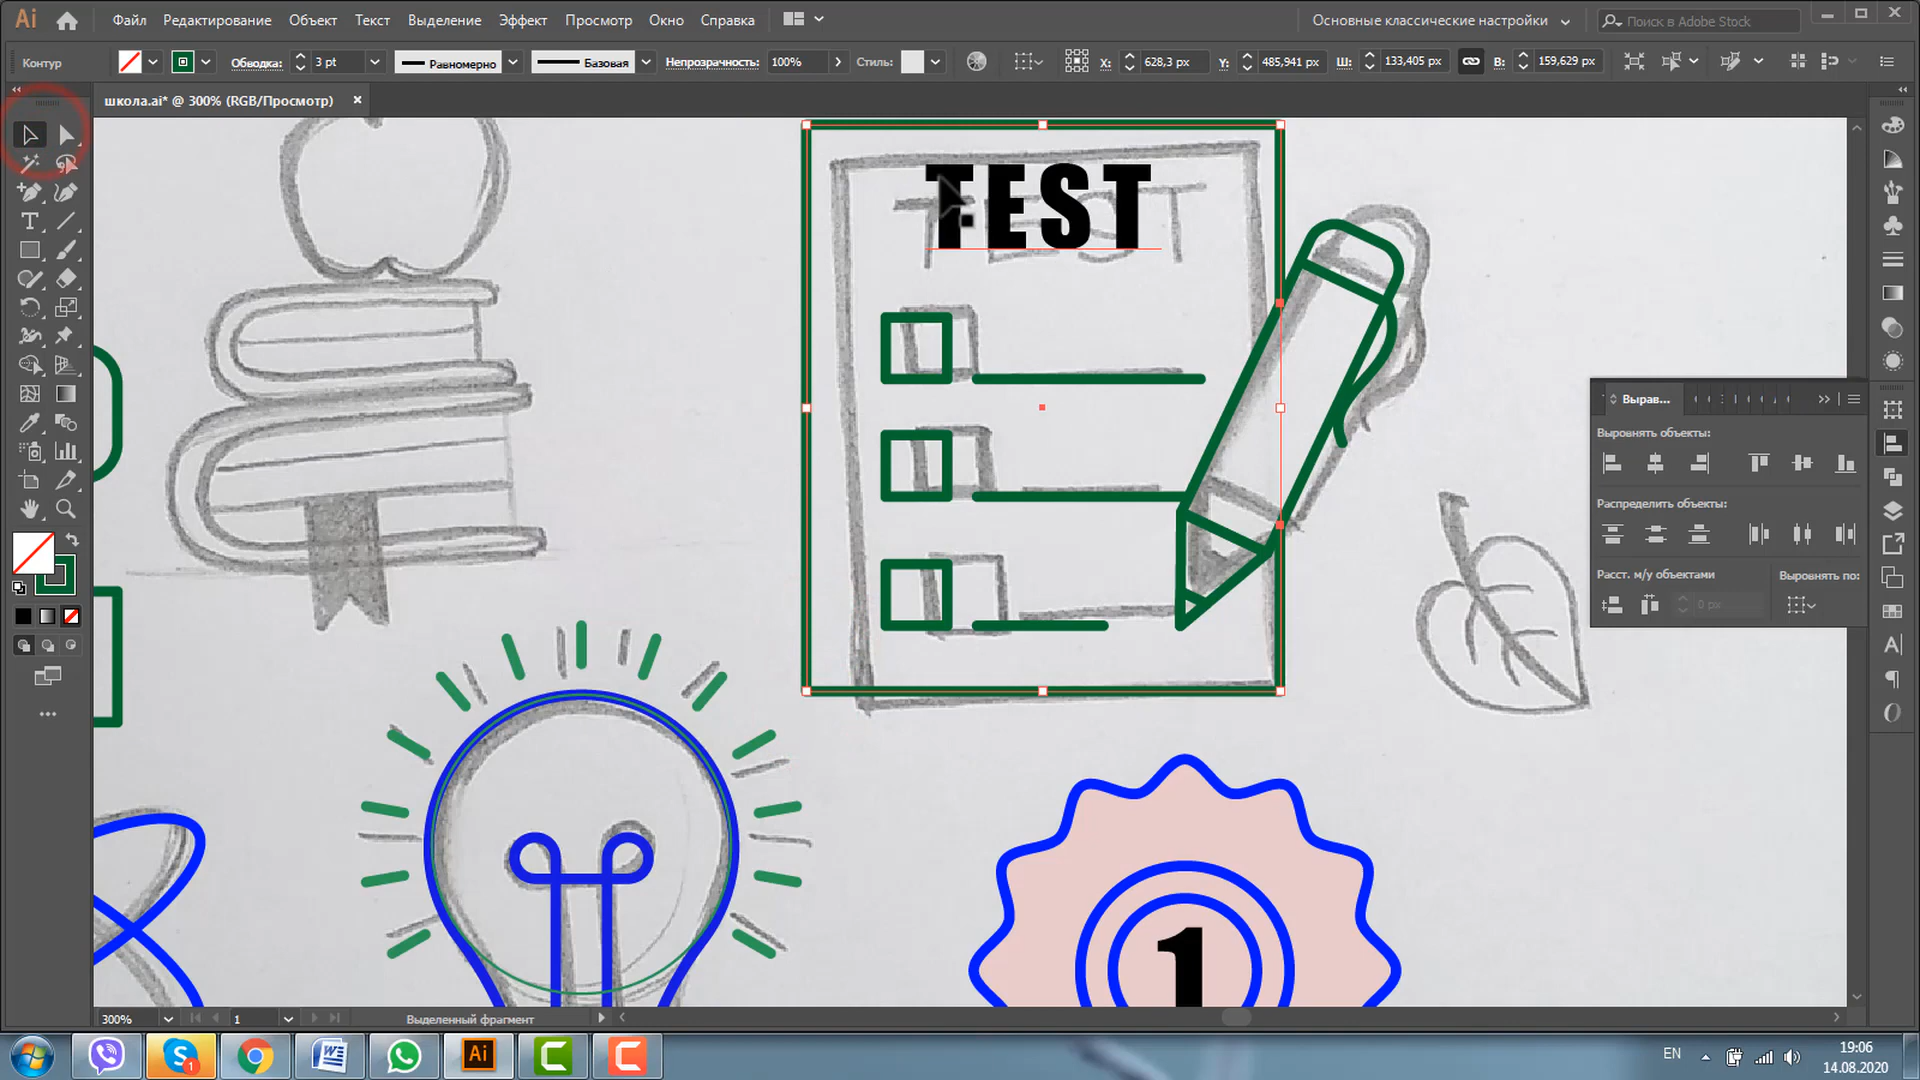 Ai Файл Редактирование Объект Текст Выделение Эффект Просмотр Окно Справка Основные классические настройки Поиск в Adobe Stock
Контур Обводка: 3 pt Равномерно Базовая Непрозрачность: 100% Стиль: X: 628,3 px Y: 485,941 px Ш: 133,405 px В: 159,629 px
школа.ai* @ 300% (RGB/Просмотр)
TEST
TEST
Вырав...
Выровнять объекты:
Распределить объекты:
Расст. м/у объектами Выровнять по:
0 px
1
300% 1 Выделенный фрагмент
Ai EN 19:06
14.08.2020